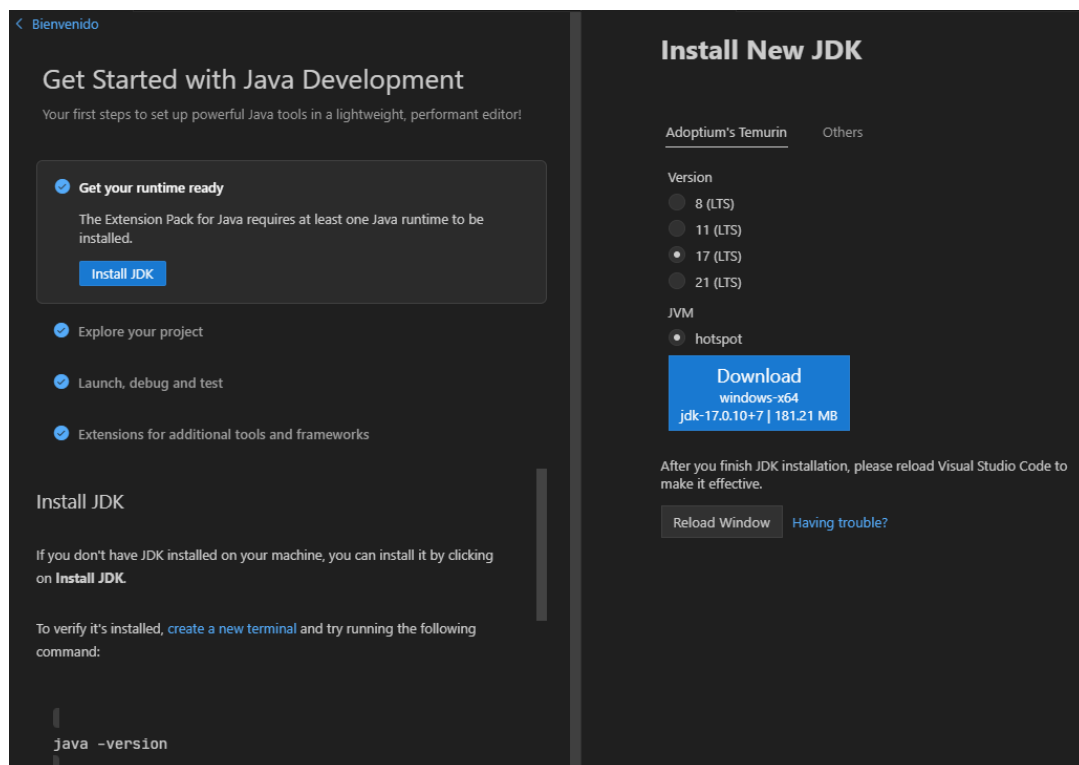 Bienvenido
Get Started with Java Development
Your first steps to set up powerful Java tools in a lightweight, performant editor!
Get your runtime ready
The Extension Pack for Java requires at least one Java runtime to be
installed.
Install JDK
Explore your project
Launch, debug and test
Extensions for additional tools and frameworks
Install JDK
If you don't have JDK installed on your machine, you can install it by clicking
on Install JDK.
To verify it's installed, create a new terminal and try running the following
command:
java -version
Install New JDK
Adoptium's Temurin Others
Version
8 (LTS)
11 (LTS)
17 (LTS)
21 (LTS)
JVM
hotspot
Download
windows-x64
jdk-17.0.10+7 | 181.21 MB
After you finish JDK installation, please reload Visual Studio Code to
make it effective.
Reload Window Having trouble?